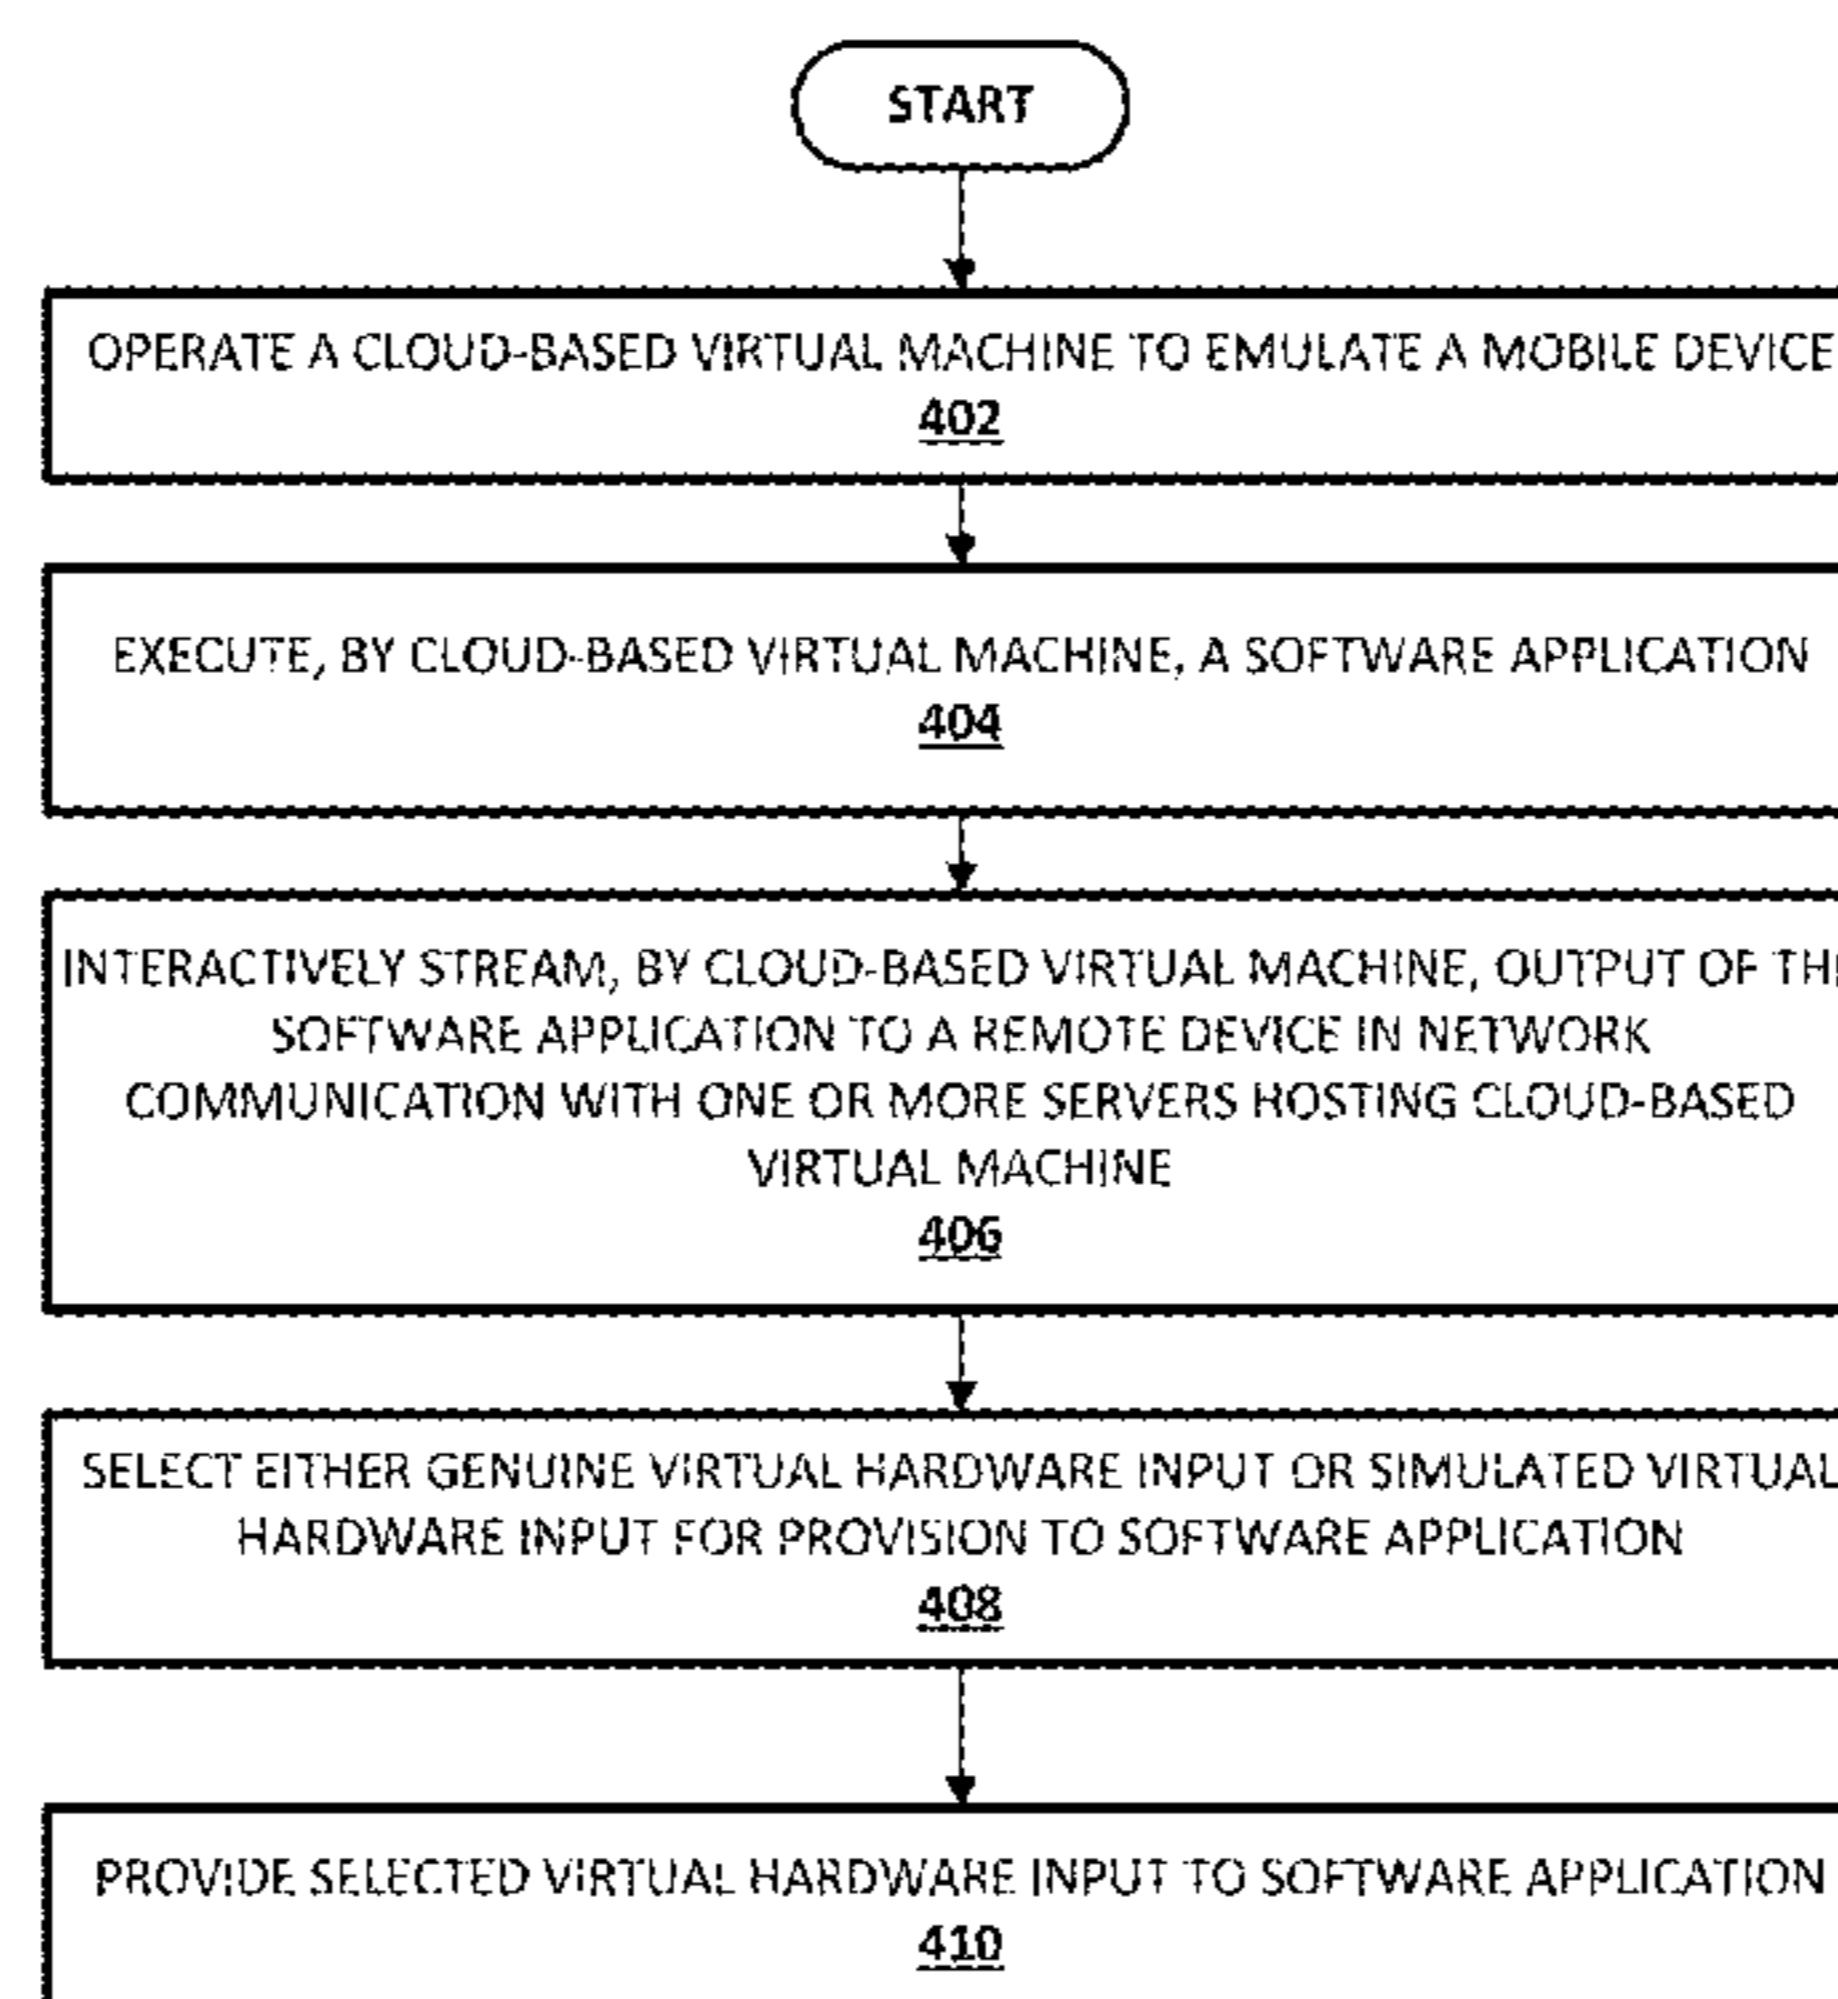 START
OPERATE A CLOUD-BASED VIRTUAL MACHINE TO EMULATE A MOBILE DEVICE
402
EXECUTE, BY CLOUD-BASED VIRTUAL MACHINE, A SOFTWARE APPLICATION
404
INTERACTIVELY STREAM, BY CLOUD-BASED VIRTUAL MACHINE, OUTPUT OF THE
SOFTWARE APPLICATION TO A REMOTE DEVICE IN NETWORK
COMMUNICATION WITH ONE OR MORE SERVERS HOSTING CLOUD-BASED
VIRTUAL MACHINE
406
SELECT EITHER GENUINE VIRTUAL HARDWARE INPUT OR SIMULATED VIRTUAL
HARDWARE INPUT FOR PROVISION TO SOFTWARE APPLICATION
408
PROVIDE SELECTED VIRTUAL HARDWARE INPUT TO SOFTWARE APPLICATION
410